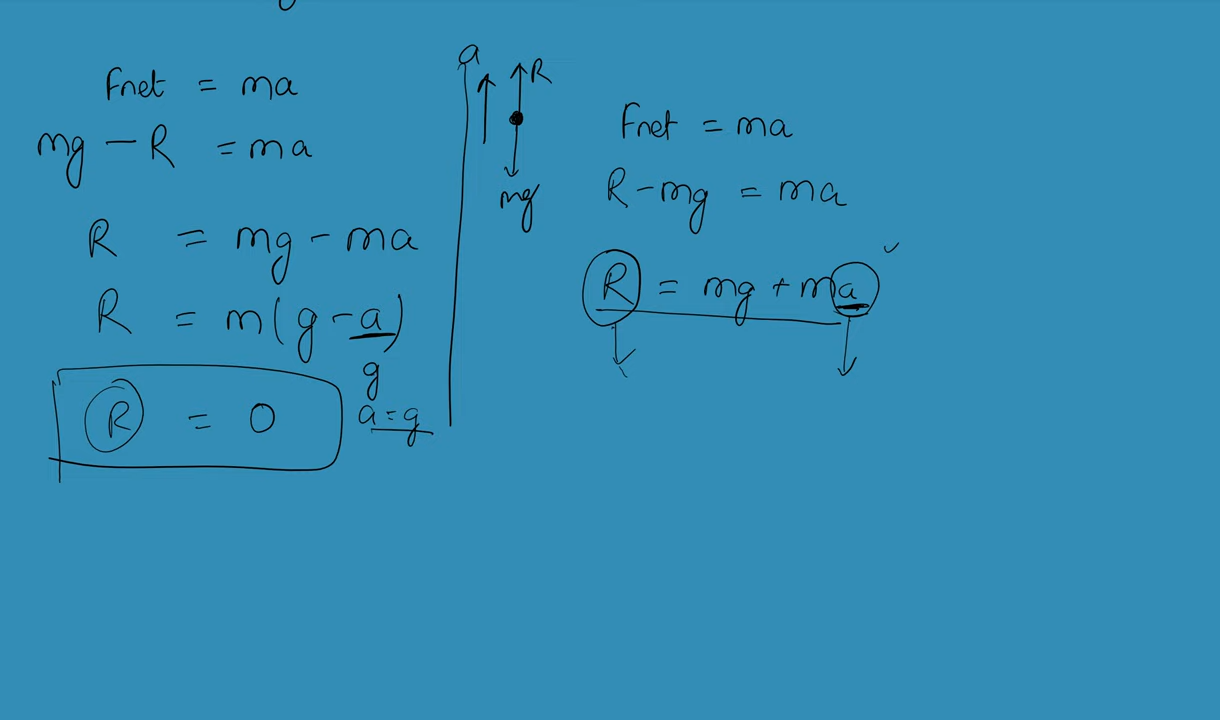 Fnet = ma
mg - R = ma
R = mg - ma
R = m(g - a)
g
R = 0
a = g
a
R
mg
Fnet = ma
R - mg = ma
R = mg + ma